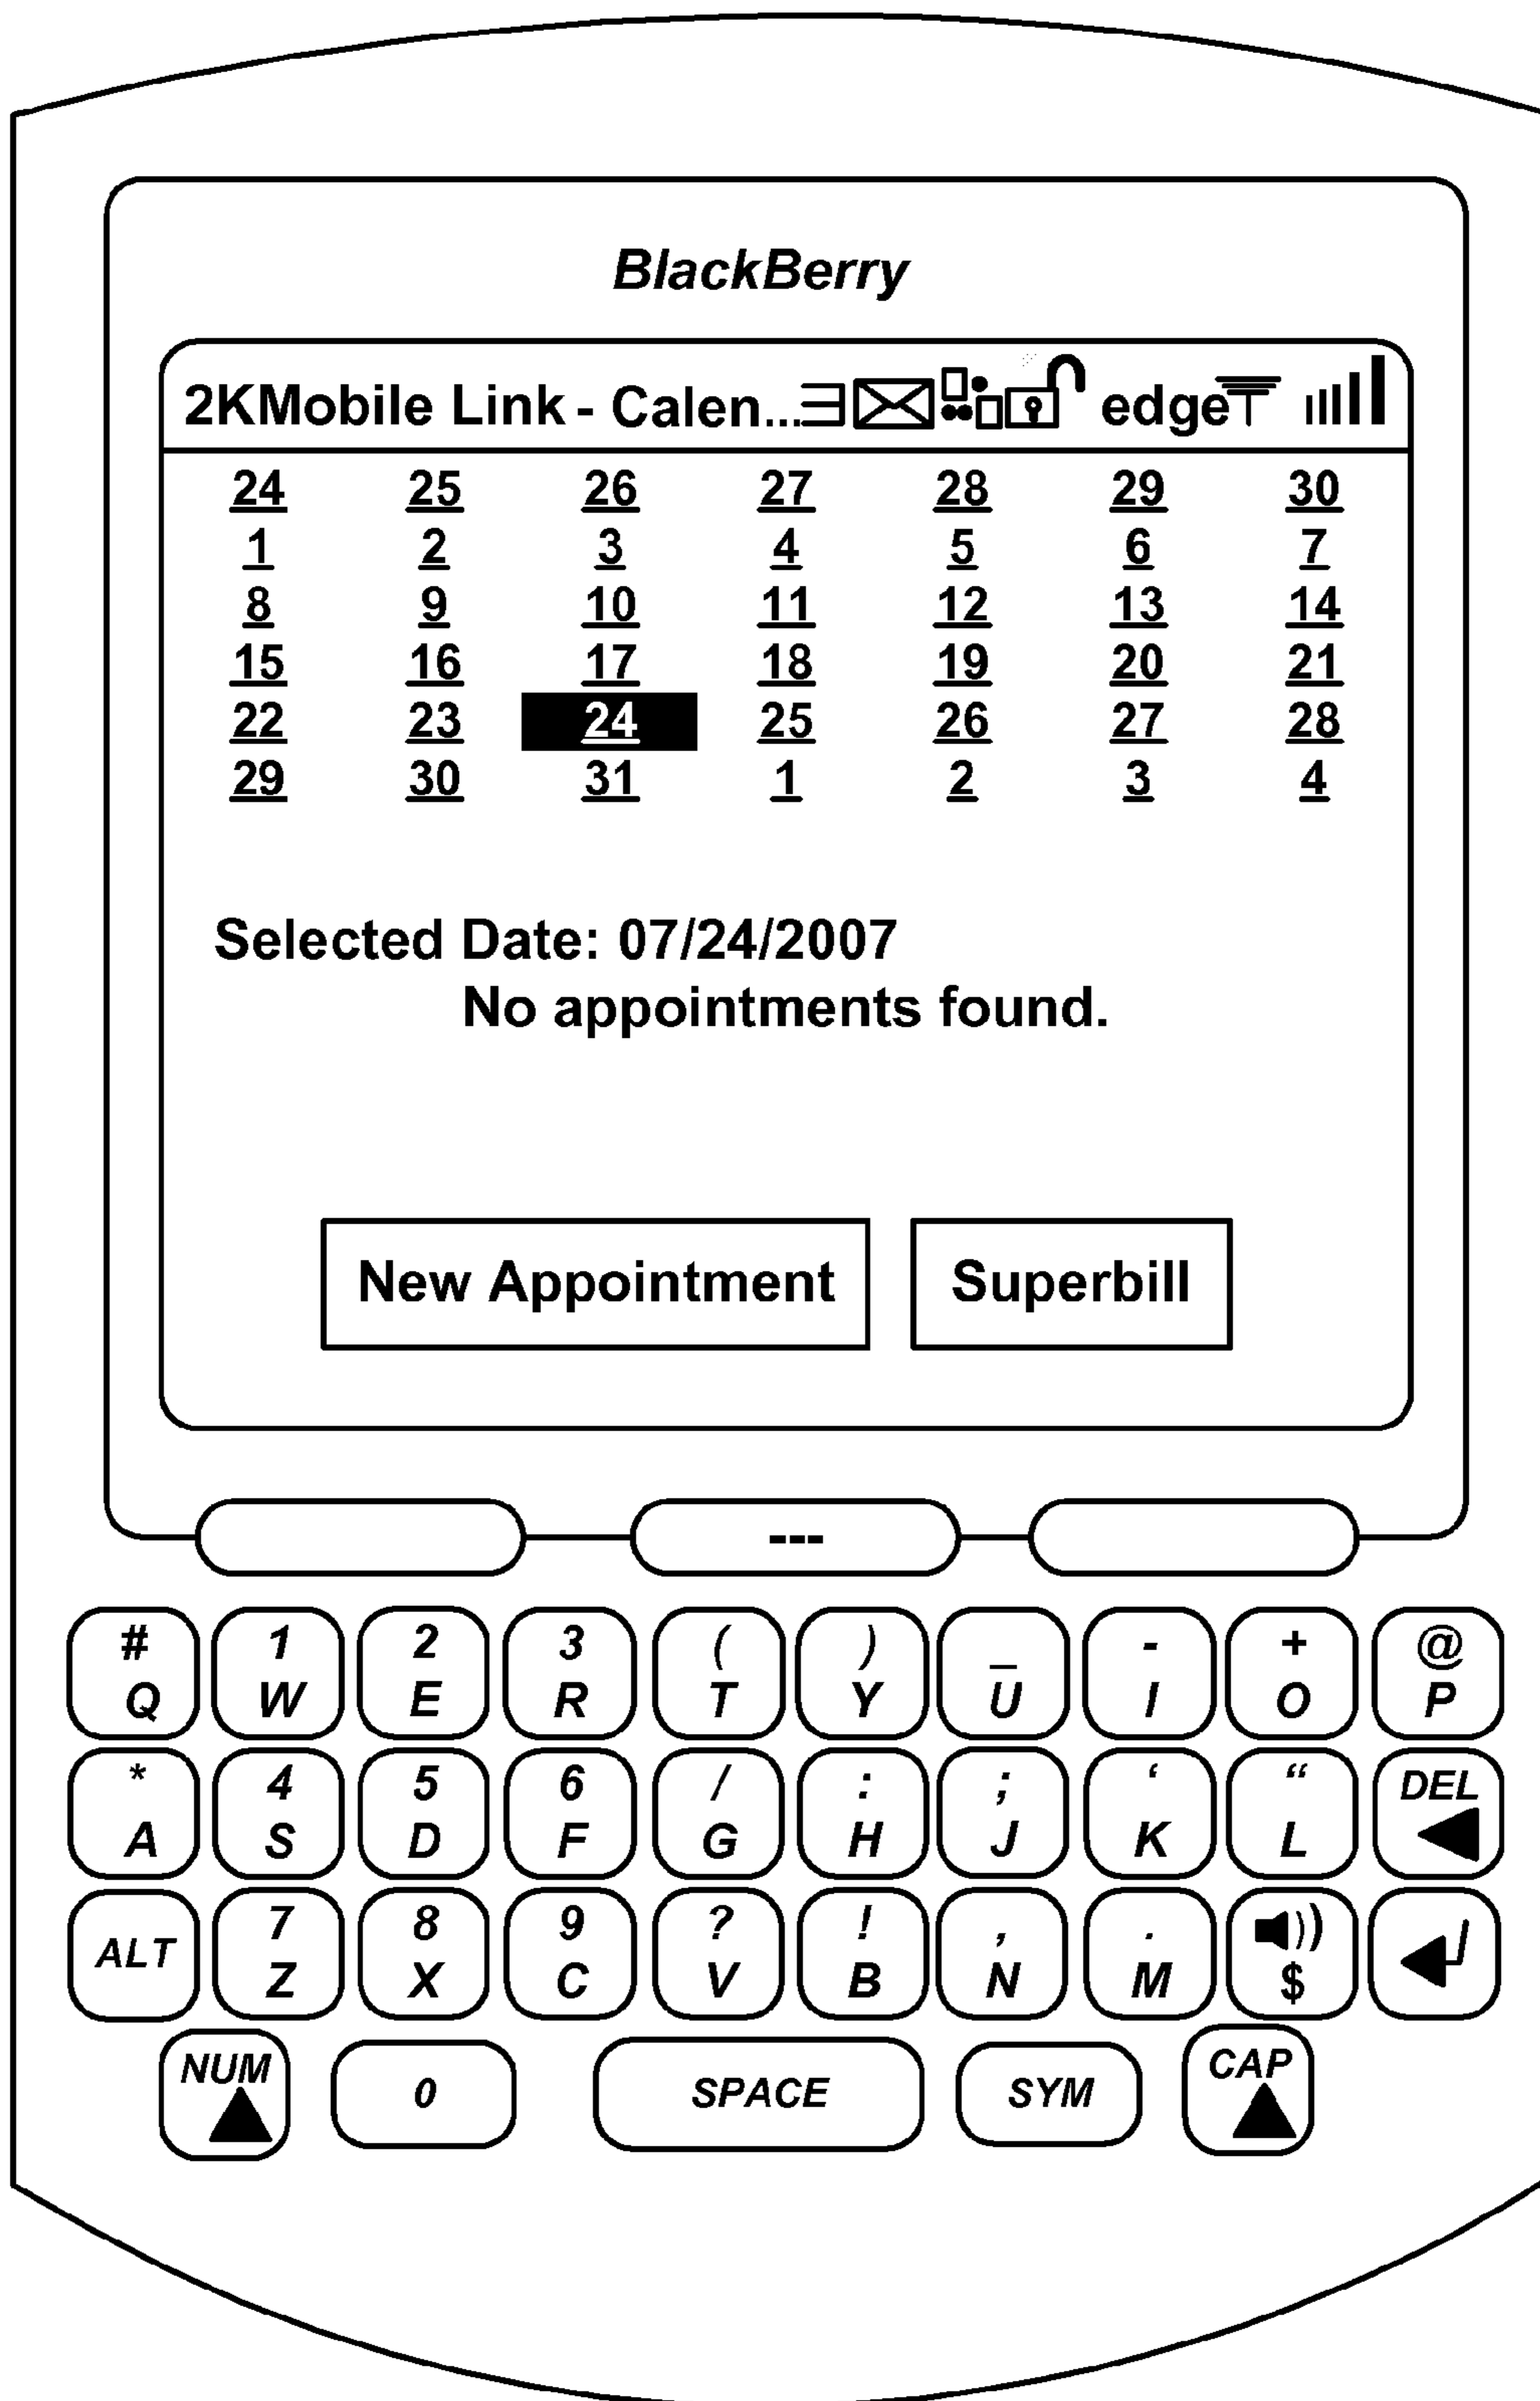 BlackBerry
2KMobile Link - Calen... edge
24 25 26 27 28 29 30
1 2 3 4 5 6 7
8 9 10 11 12 13 14
15 16 17 18 19 20 21
22 23 24 25 26 27 28
29 30 31 1 2 3 4
Selected Date: 07/24/2007
No appointments found.
New Appointment Superbill
---
# 1 2 3 ( ) _ - + @
Q W E R T Y U I O P
* 4 5 6 / : ; ‘ “ DEL
A S D F G H J K L
ALT 7 8 9 ? ! , .
Z X C V B N M $
NUM 0 SPACE SYM CAP